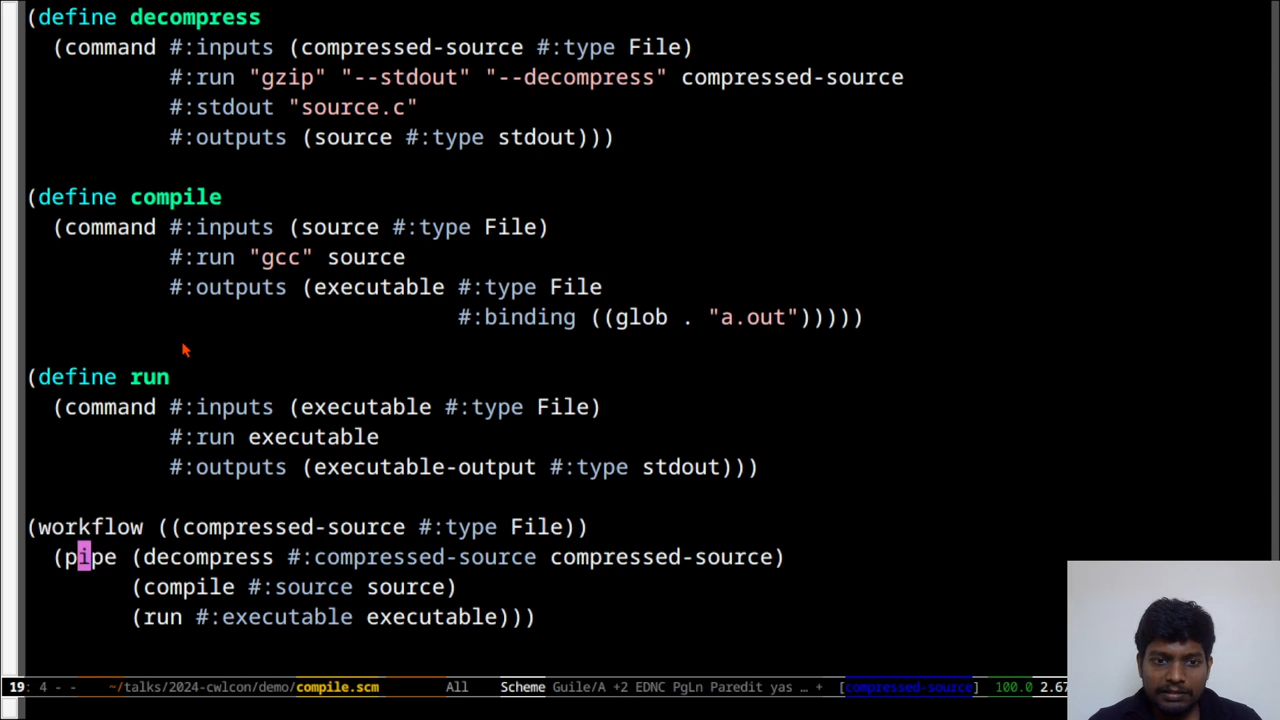 (define decompress
(command #:inputs (compressed-source #:type File)
#:run "gzip" "--stdout" "--decompress" compressed-source
#:stdout "source.c"
#:outputs (source #:type stdout)))
(define compile
(command #:inputs (source #:type File)
#:run "gcc" source
#:outputs (executable #:type File
#:binding ((glob . "a.out")))))
(define run
(command #:inputs (executable #:type File)
#:run executable
#:outputs (executable-output #:type stdout)))
(workflow ((compressed-source #:type File))
(pipe (decompress #:compressed-source compressed-source)
(compile #:source source)
(run #:executable executable)))
19: 4 - - ~/talks/2024-cwlcon/demo/compile.scm All Scheme Guile/A +2 EDNC PgLn Paredit yas … + [compressed-source] 100.0 2.67